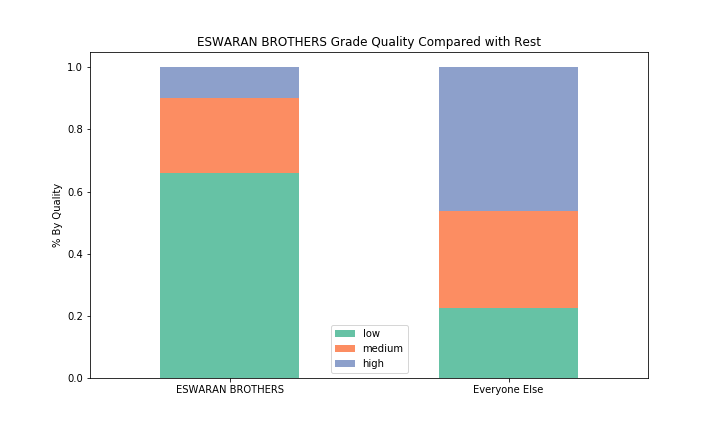 ESWARAN BROTHERS Grade Quality Compared with Rest
1.0
0.8
0.6
0.4
0.2
0.0
% By Quality
low
medium
high
ESWARAN BROTHERS
Everyone Else